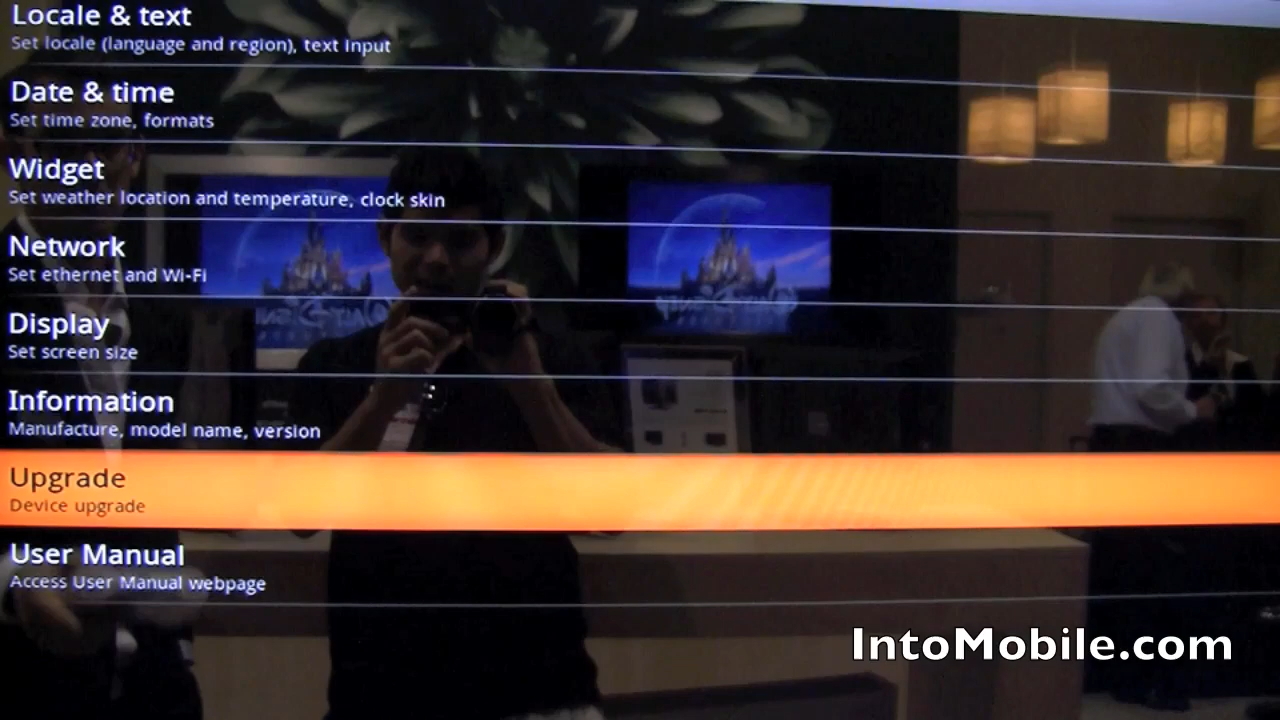 Locale & text
Set locale (language and region), text input
Date & time
Set time zone, formats
Widget
Set weather location and temperature, clock skin
Network
Set ethernet and Wi-Fi
Display
Set screen size
Information
Manufacture, model name, version
Upgrade
Device upgrade
User Manual
Access User Manual webpage
IntoMobile.com